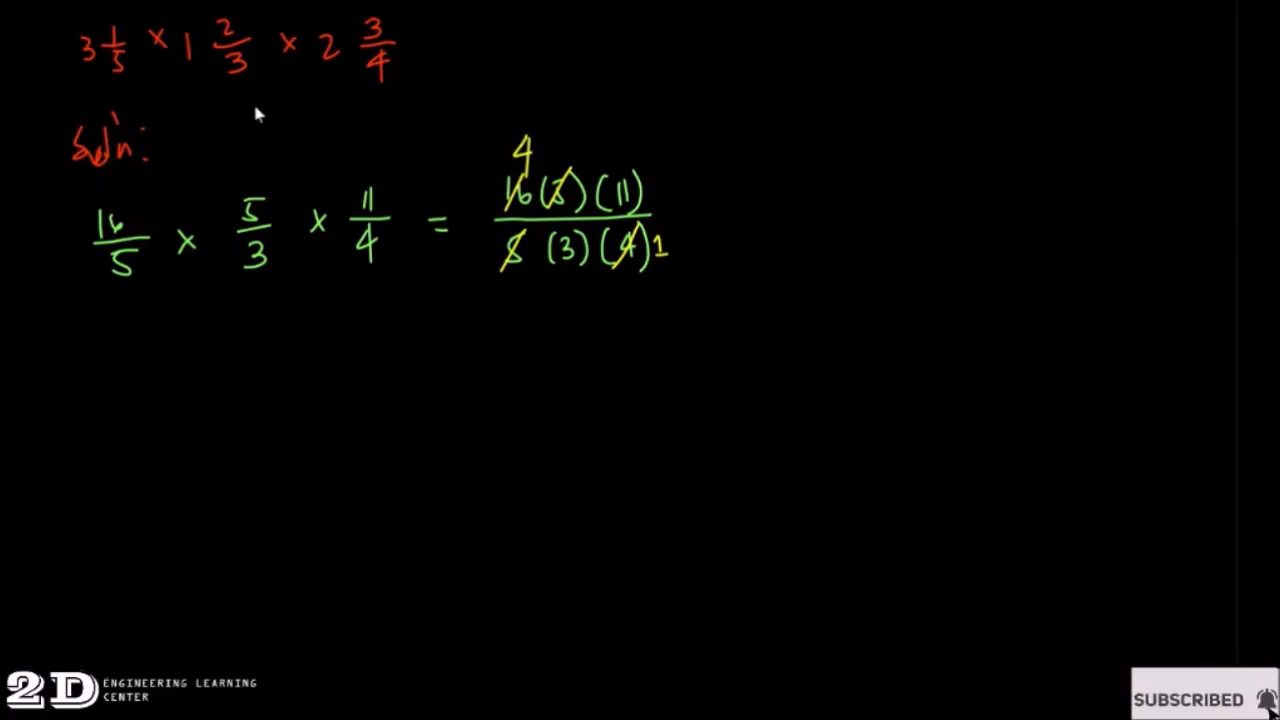 3 1/5 × 1 2/3 × 2 3/4
Sol'n:
4
16/5 × 5/3 × 11/4 = 16(5)(11)/5(3)(4) 1
2D ENGINEERING LEARNING
CENTER
SUBSCRIBED